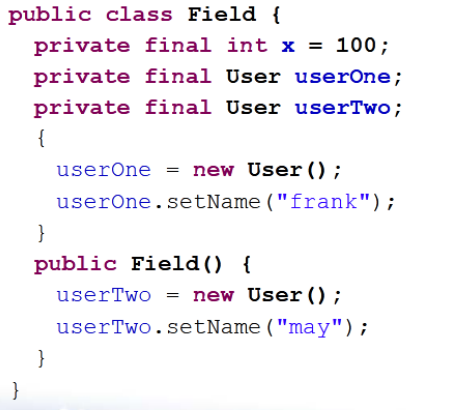 public class Field {
private final int x = 100;
private final User userOne;
private final User userTwo;
{
userOne = new User();
userOne.setName("frank");
}
public Field() {
userTwo = new User();
userTwo.setName("may");
}
}